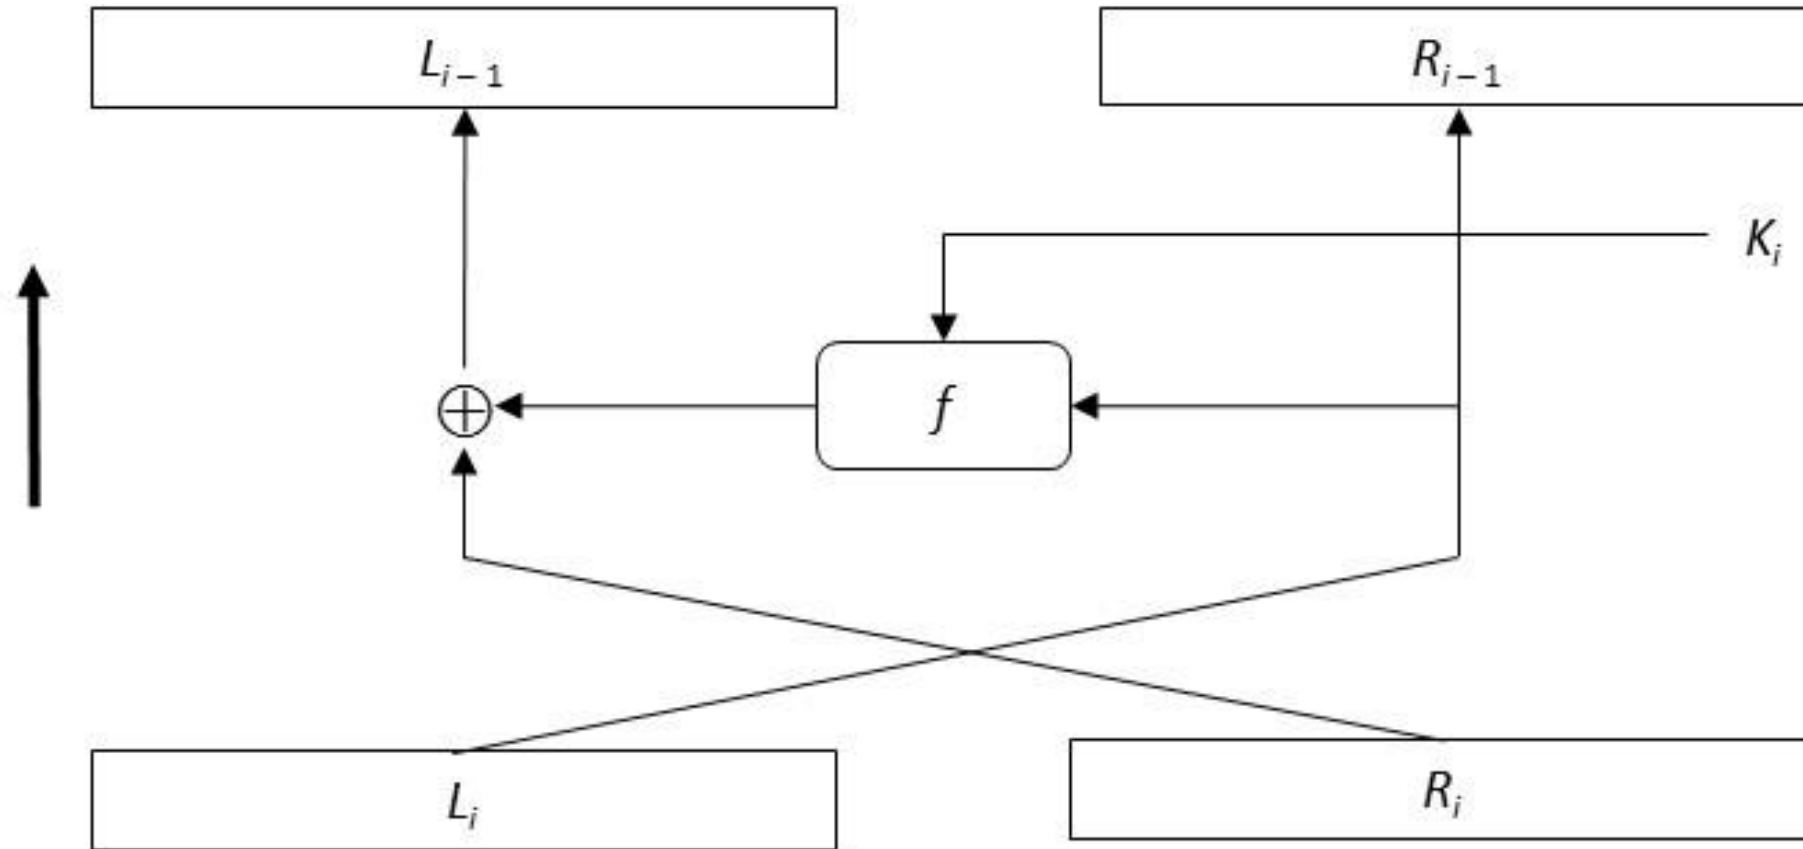 L_{i – 1}
R_{i – 1}
K_i
f
L_i
R_i